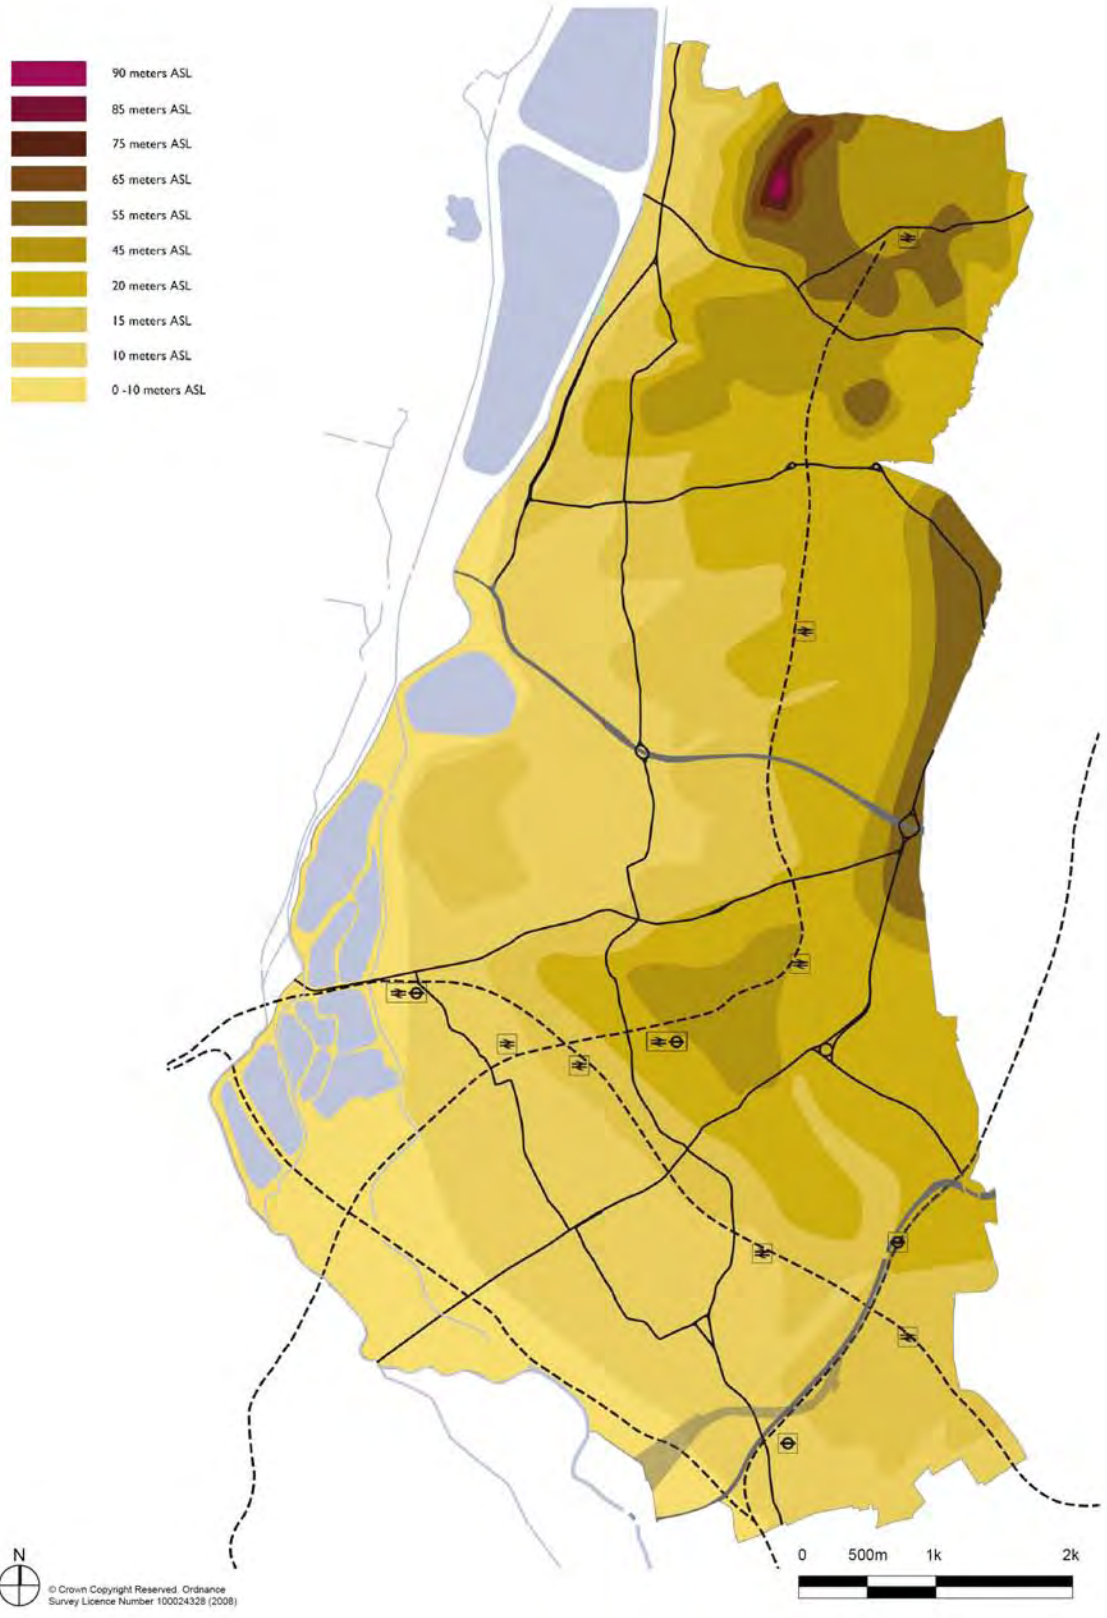 90 meters ASL
85 meters ASL
75 meters ASL
65 meters ASL
55 meters ASL
45 meters ASL
20 meters ASL
15 meters ASL
10 meters ASL
0 -10 meters ASL
N
© Crown Copyright Reserved. Ordnance
Survey Licence Number 100024328 (2008)
0 500m 1k 2k